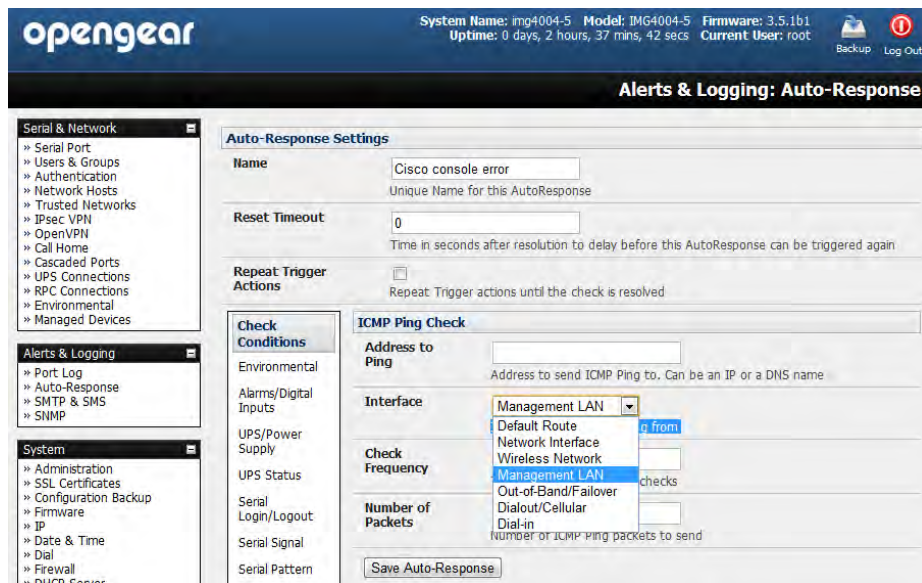 opengear
System Name: img4004-5 Model: IMG4004-5 Firmware: 3.5.1b1
Uptime: 0 days, 2 hours, 37 mins, 42 secs Current User: root
Backup
Log Out
Alerts & Logging: Auto-Response
Serial & Network
» Serial Port
» Users & Groups
» Authentication
» Network Hosts
» Trusted Networks
» IPsec VPN
» OpenVPN
» Call Home
» Cascaded Ports
» UPS Connections
» RPC Connections
» Environmental
» Managed Devices
Alerts & Logging
» Port Log
» Auto-Response
» SMTP & SMS
» SNMP
System
» Administration
» SSL Certificates
» Configuration Backup
» Firmware
» IP
» Date & Time
» Dial
» Firewall
» DHCP Server
Auto-Response Settings
Name
Cisco console error
Unique Name for this AutoResponse
Reset Timeout
0
Time in seconds after resolution to delay before this AutoResponse can be triggered again
Repeat Trigger
Actions
Repeat Trigger actions until the check is resolved
Check
Conditions
Environmental
Alarms/Digital
Inputs
UPS/Power
Supply
UPS Status
Serial
Login/Logout
Serial Signal
Serial Pattern
ICMP Ping Check
Address to
Ping
Address to send ICMP Ping to. Can be an IP or a DNS name
Interface
Management LAN
Default Route
g from
Network Interface
Wireless Network
Management LAN
Out-of-Band/Failover
Dialout/Cellular
Dial-in
Check
Frequency
checks
Number of
Packets
Number of ICMP Ping packets to send
Save Auto-Response